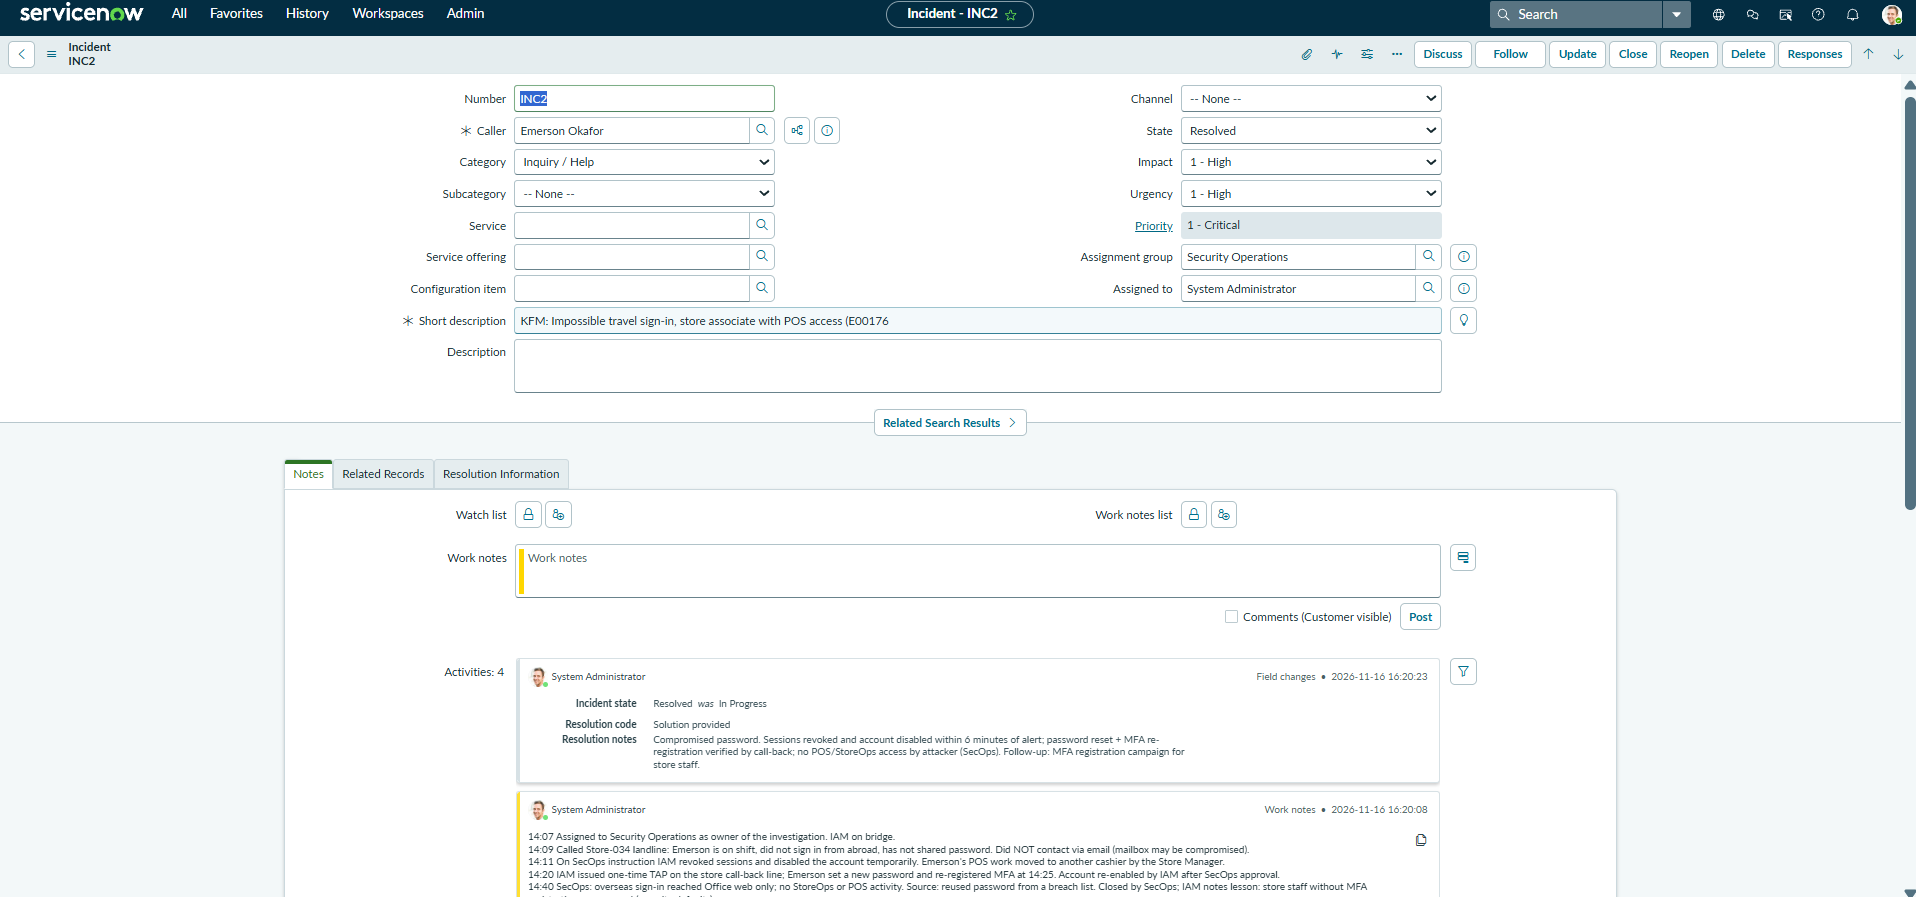 servicenow All Favorites History Workspaces Admin Incident - INC2 Search
Incident
INC2
Discuss Follow Update Close Reopen Delete Responses
Number INC2 Channel -- None --
Caller Emerson Okafor State Resolved
Category Inquiry / Help Impact 1 - High
Subcategory -- None -- Urgency 1 - High
Service Priority 1 - Critical
Service offering Assignment group Security Operations
Configuration item Assigned to System Administrator
Short description KFM: Impossible travel sign-in, store associate with POS access (E00176
Description
Related Search Results
Notes Related Records Resolution Information
Watch list Work notes list
Work notes Work notes
Comments (Customer visible) Post
Activities: 4 System Administrator Field changes • 2026-11-16 16:20:23
Incident state Resolved was In Progress
Resolution code Solution provided
Resolution notes Compromised password. Sessions revoked and account disabled within 6 minutes of alert; password reset + MFA re-
registration verified by call-back; no POS/StoreOps access by attacker (SecOps). Follow-up: MFA registration campaign for
store staff.
System Administrator Work notes • 2026-11-16 16:20:08
14:07 Assigned to Security Operations as owner of the investigation. IAM on bridge.
14:09 Called Store-034 landline: Emerson is on shift, did not sign in from abroad, has not shared password. Did NOT contact via email (mailbox may be compromised).
14:11 On SecOps instruction IAM revoked sessions and disabled the account temporarily. Emerson's POS work moved to another cashier by the Store Manager.
14:20 IAM issued one-time TAP on the store call-back line; Emerson set a new password and re-registered MFA at 14:25. Account re-enabled by IAM after SecOps approval.
14:40 SecOps: overseas sign-in reached Office web only; no StoreOps or POS activity. Source: reused password from a breach list. Closed by SecOps; IAM notes lesson: store staff without MFA